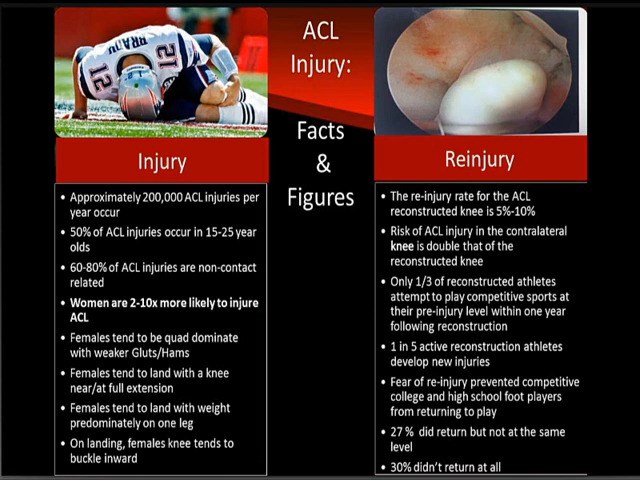 BRADY
12
12
ACL
Injury:
Facts
&
Figures
Injury
• Approximately 200,000 ACL injuries per
year occur
• 50% of ACL injuries occur in 15-25 year
olds
• 60-80% of ACL injuries are non-contact
related
• Women are 2-10x more likely to injure
ACL
• Females tend to be quad dominate
with weaker Gluts/Hams
• Females tend to land with a knee
near/at full extension
• Females tend to land with weight
predominately on one leg
• On landing, females knee tends to
buckle inward
Reinjury
• The re-injury rate for the ACL
reconstructed knee is 5%-10%
• Risk of ACL injury in the contralateral
knee is double that of the
reconstructed knee
• Only 1/3 of reconstructed athletes
attempt to play competitive sports at
their pre-injury level within one year
following reconstruction
• 1 in 5 active reconstruction athletes
develop new injuries
• Fear of re-injury prevented competitive
college and high school foot players
from returning to play
• 27 % did return but not at the same
level
• 30% didn't return at all